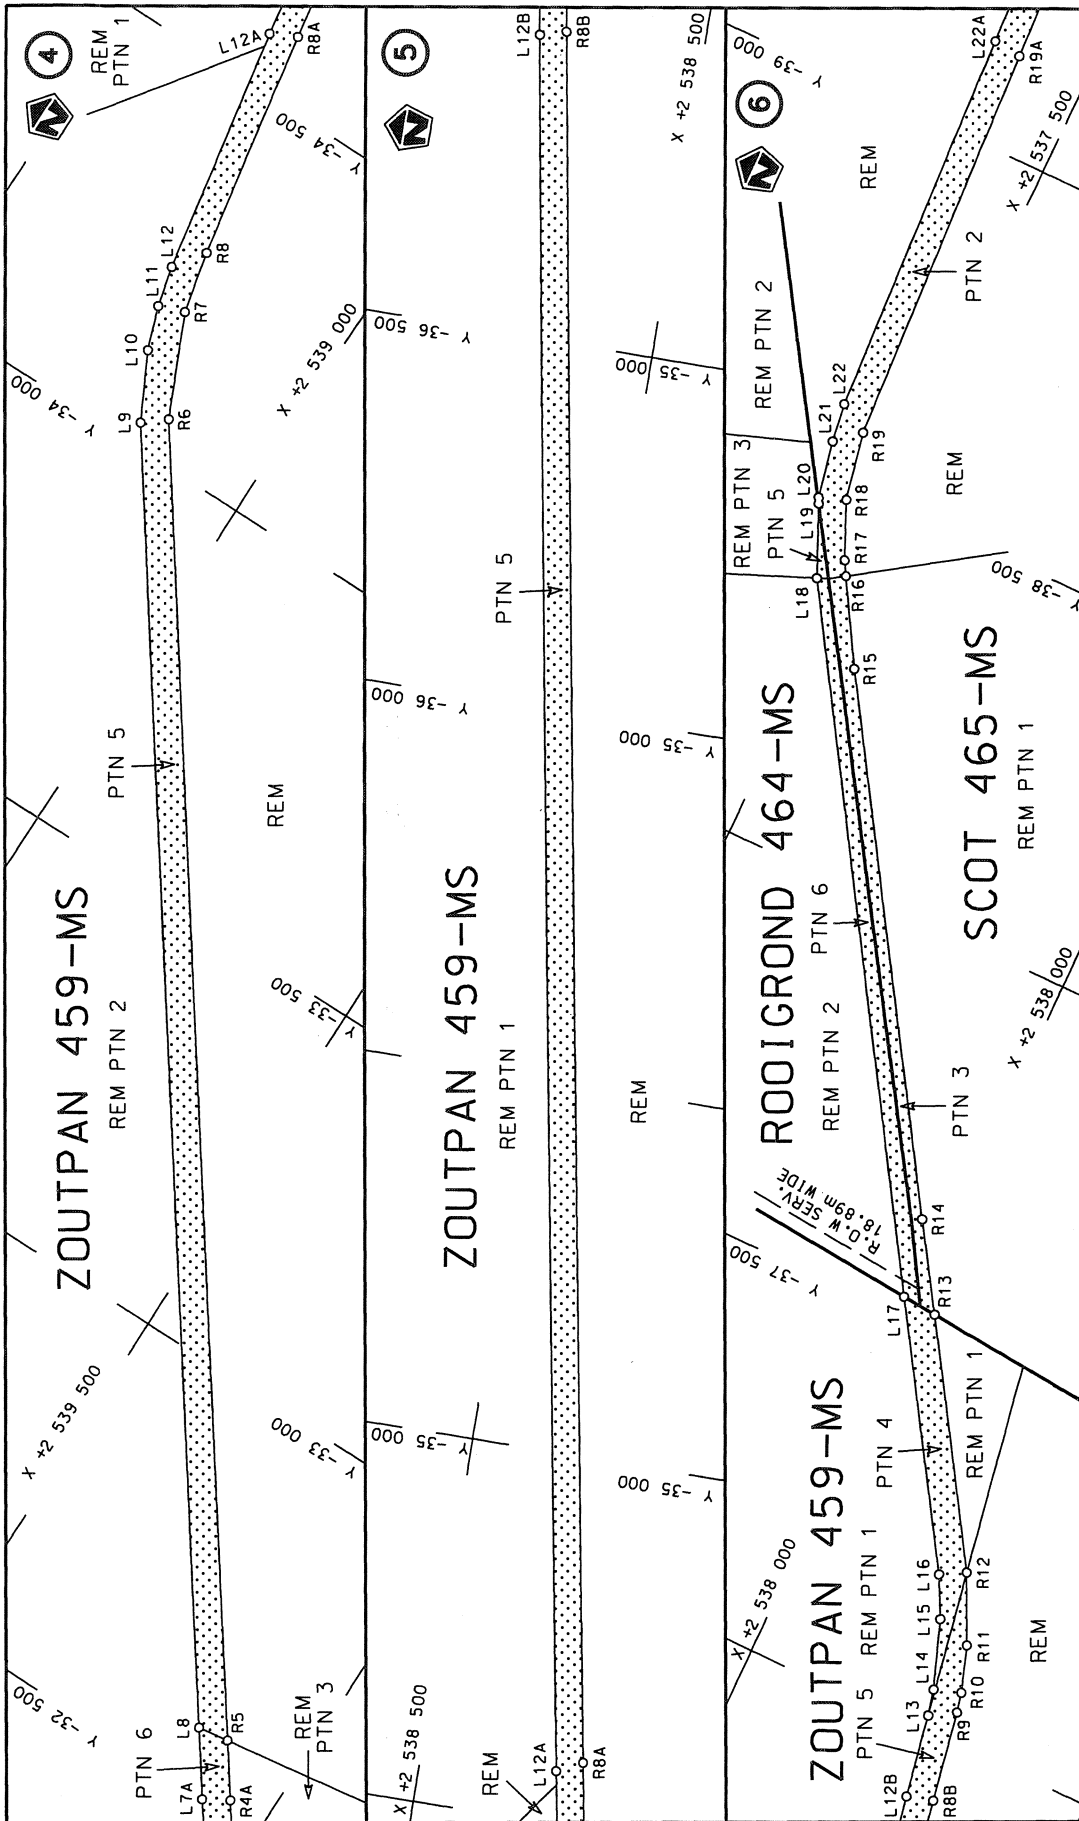 4
N
REM
PTN 1
L12A
R8A
Y -34 500
L12
L11
R8
R7
L10
L9
R6
Y -34 000
X +2 539 000
PTN 5
REM
ZOUTPAN 459-MS
REM PTN 2
Y -33 500
X +2 539 500
Y -33 000
Y -32 500
PTN 6
L8
R5
L7A
R4A
REM
PTN 3
5
N
L12B
R8B
X +2 538 500
Y -36 500
Y -35 000
PTN 5
Y -36 000
Y -35 000
ZOUTPAN 459-MS
REM PTN 1
REM
Y -35 000
Y -35 000
X +2 538 500
REM
L12A
R8A
6
N
Y -39 000
L22A
R19A
X +2 537 500
REM
PTN 2
REM PTN 2
L22
L21
R19
REM PTN 3
PTN 5
L20
L19
R18
R17
L18
R16
REM
Y -38 500
R15
ROOIGROND 464-MS
REM PTN 2
PTN 6
SCOT 465-MS
REM PTN 1
X +2 538 000
PTN 3
R.O.W SERV.
18.89m WIDE
Y -37 500
R14
L17
R13
ZOUTPAN 459-MS
PTN 5
REM PTN 1
PTN 4
REM PTN 1
X +2 538 000
L16
R12
L15
R11
L14
R10
L13
R9
L12B
R8B
REM